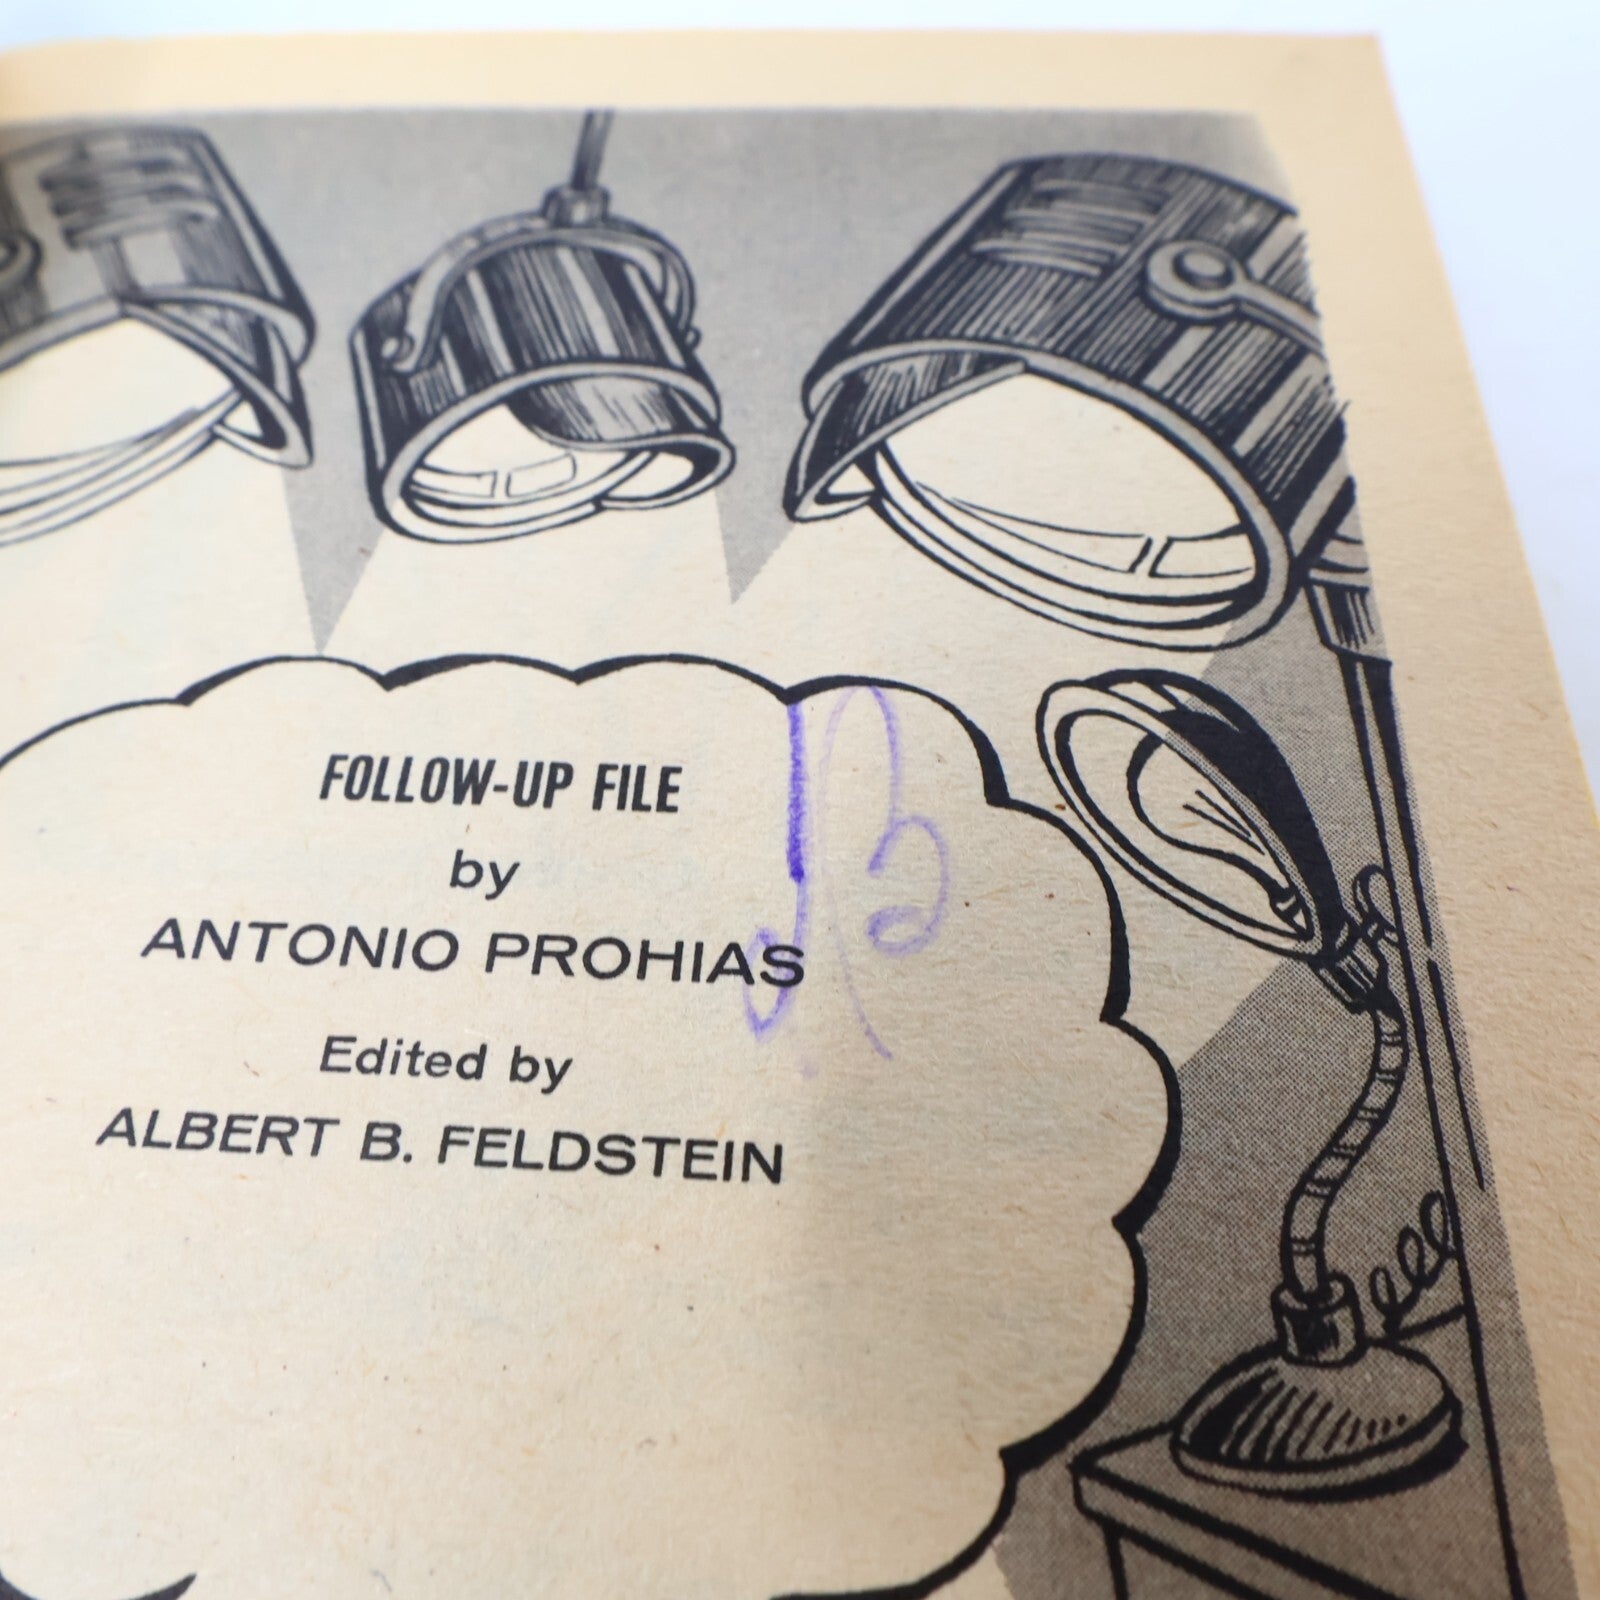 FOLLOW-UP FILE
by
ANTONIO PROHIAS
Edited by
ALBERT B. FELDSTEIN